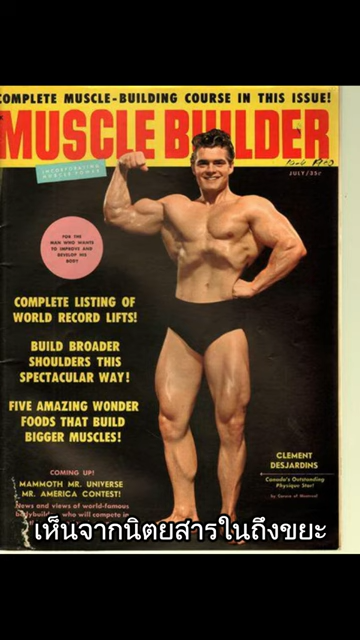 COMPLETE MUSCLE-BUILDING COURSE IN THIS ISSUE!
MUSCLE BUILDER
INCORPORATING
JULY/35c
FOR THE
MAN WHO WANTS
TO IMPROVE AND
DEVELOP HIS
BODY
COMPLETE LISTING OF
WORLD RECORD LIFTS!
BUILD BROADER
SHOULDERS THIS
SPECTACULAR WAY!
FIVE AMAZING WONDER
FOODS THAT BUILD
BIGGER MUSCLES!
CLEMENT
DESJARDINS
Canada's Outstanding
Physique Star!
COMING UP!
MAMMOTH MR. UNIVERSE
MR. AMERICA CONTEST!
News and views of world-famous
who will compete in
เห็นจากนิตยสารในถึงขยะ